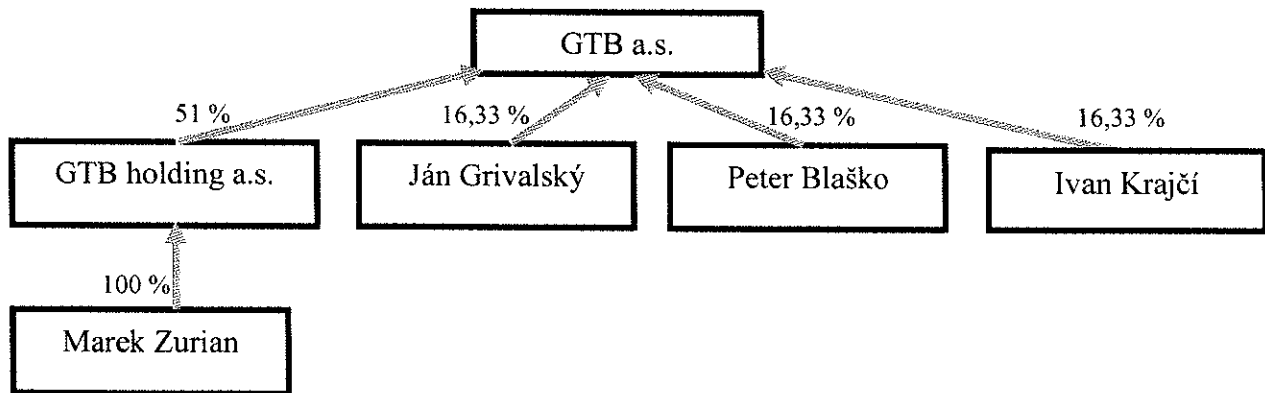 GTB a.s.
51 %
16,33 %
16,33 %
16,33 %
GTB holding a.s.
Ján Grivalský
Peter Blaško
Ivan Krajčí
100 %
Marek Zurian